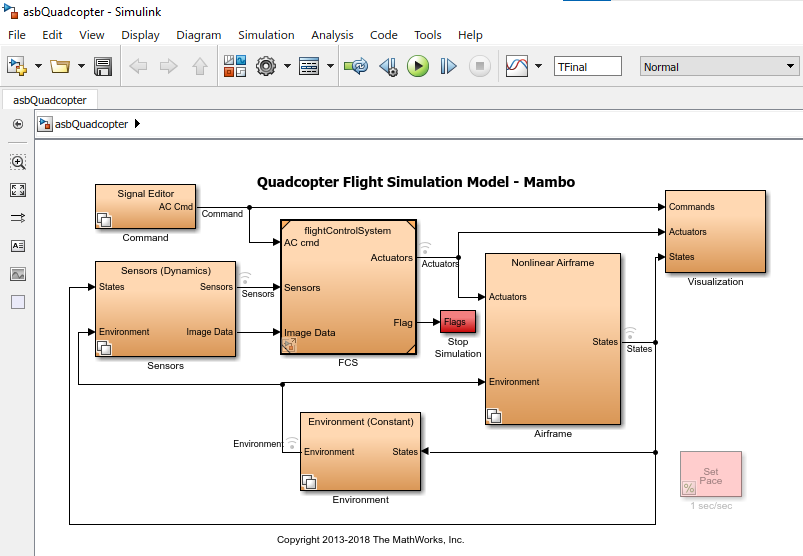 asbQuadcopter - Simulink
File Edit View Display Diagram Simulation Analysis Code Tools Help
TFinal Normal
asbQuadcopter
asbQuadcopter
Quadcopter Flight Simulation Model - Mambo
Signal Editor
AC Cmd
Command
Command
flightControlSystem
AC cmd
Actuators
Sensors
Flag
Image Data
FCS
Actuators
Commands
Actuators
States
Visualization
Sensors (Dynamics)
States Sensors
Environment Image Data
Sensors
Sensors
Flags
Stop
Simulation
Nonlinear Airframe
Actuators
States
Environment
Airframe
States
Environment (Constant)
Environment States
Environment
Environment
Set
Pace
1 sec/sec
Copyright 2013-2018 The MathWorks, Inc.